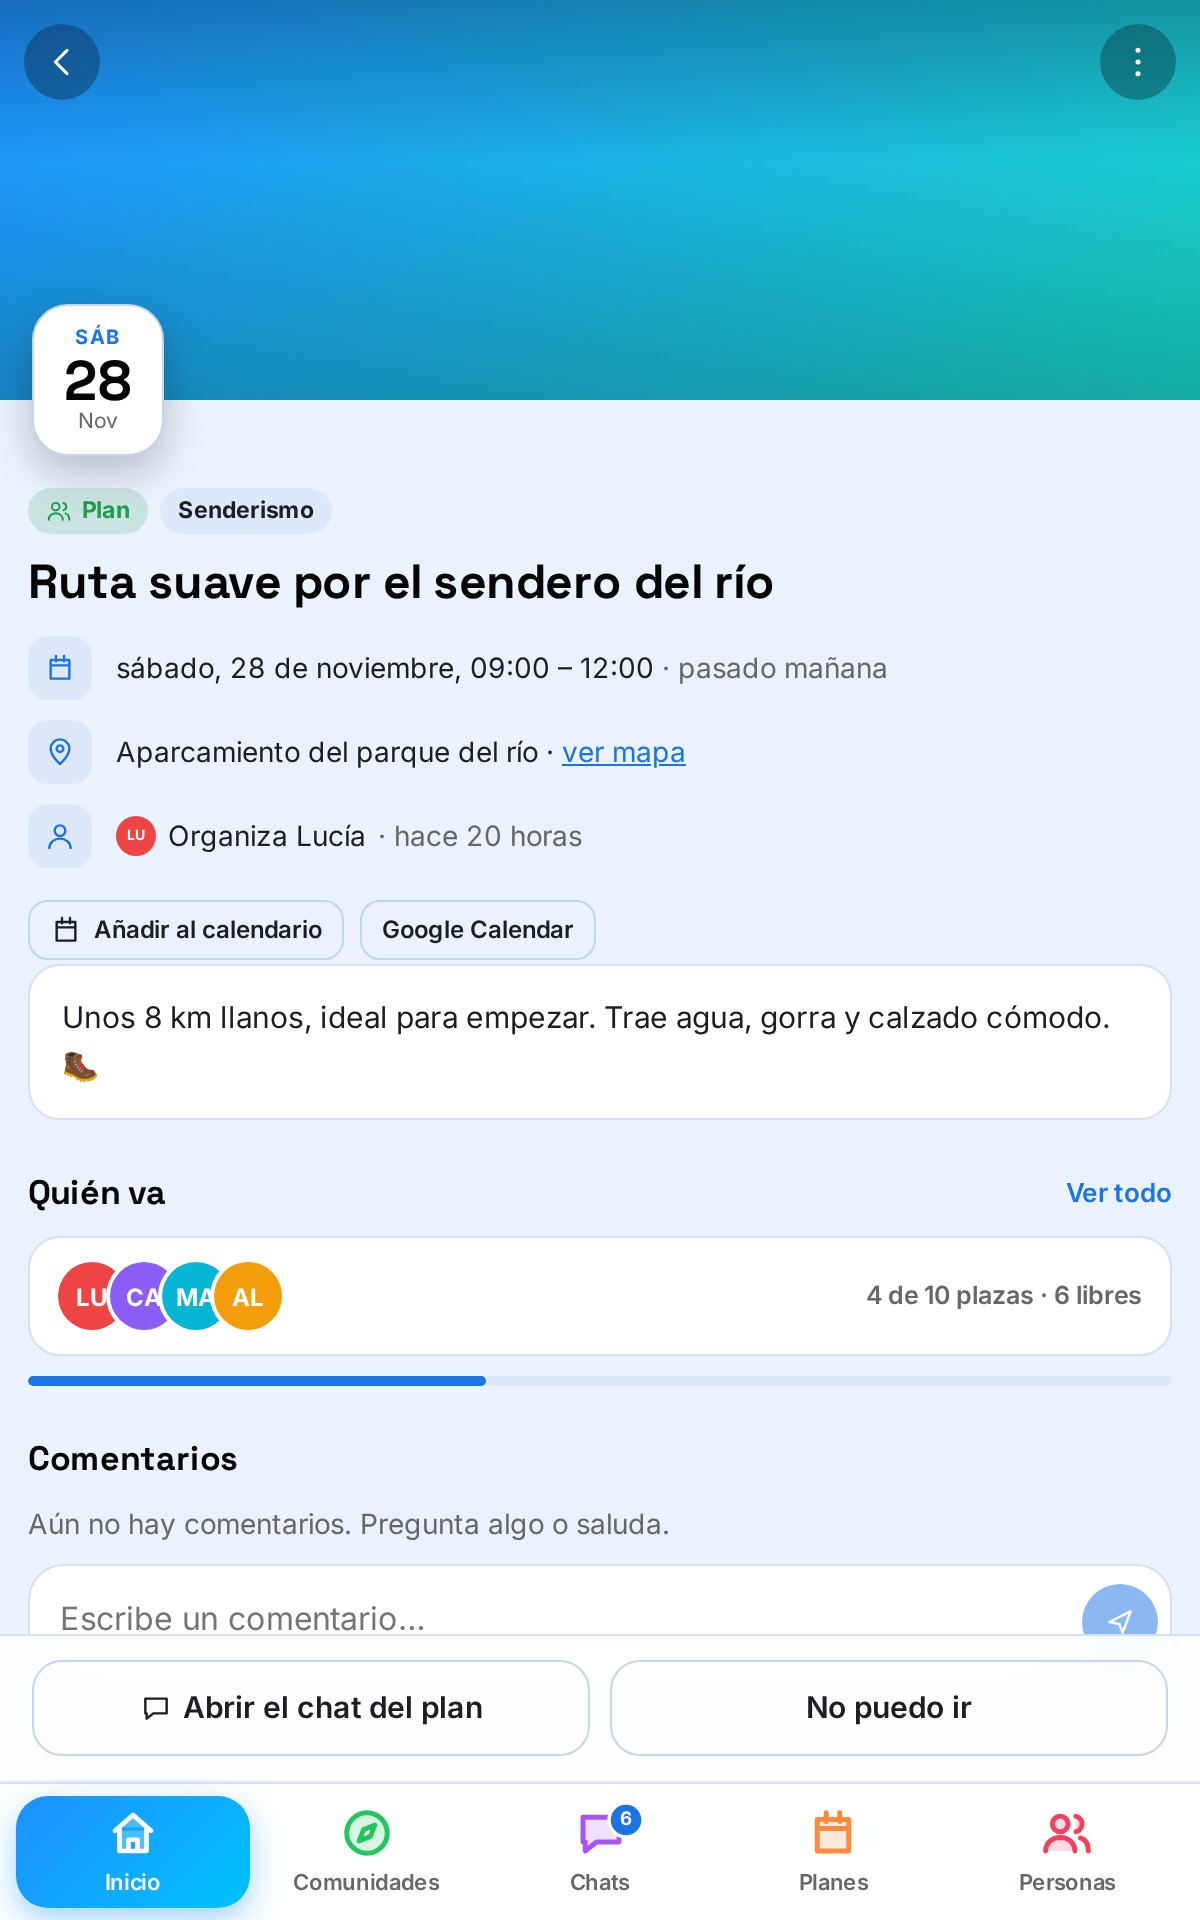 SÁB
28
Nov
Plan
Senderismo
Ruta suave por el sendero del río
sábado, 28 de noviembre, 09:00 – 12:00 · pasado mañana
Aparcamiento del parque del río · ver mapa
LU Organiza Lucía · hace 20 horas
Añadir al calendario
Google Calendar
Unos 8 km llanos, ideal para empezar. Trae agua, gorra y calzado cómodo.
🥾
Quién va
Ver todo
LU CA MA AL
4 de 10 plazas · 6 libres
Comentarios
Aún no hay comentarios. Pregunta algo o saluda.
Escribe un comentario...
Abrir el chat del plan
No puedo ir
6
Inicio
Comunidades
Chats
Planes
Personas